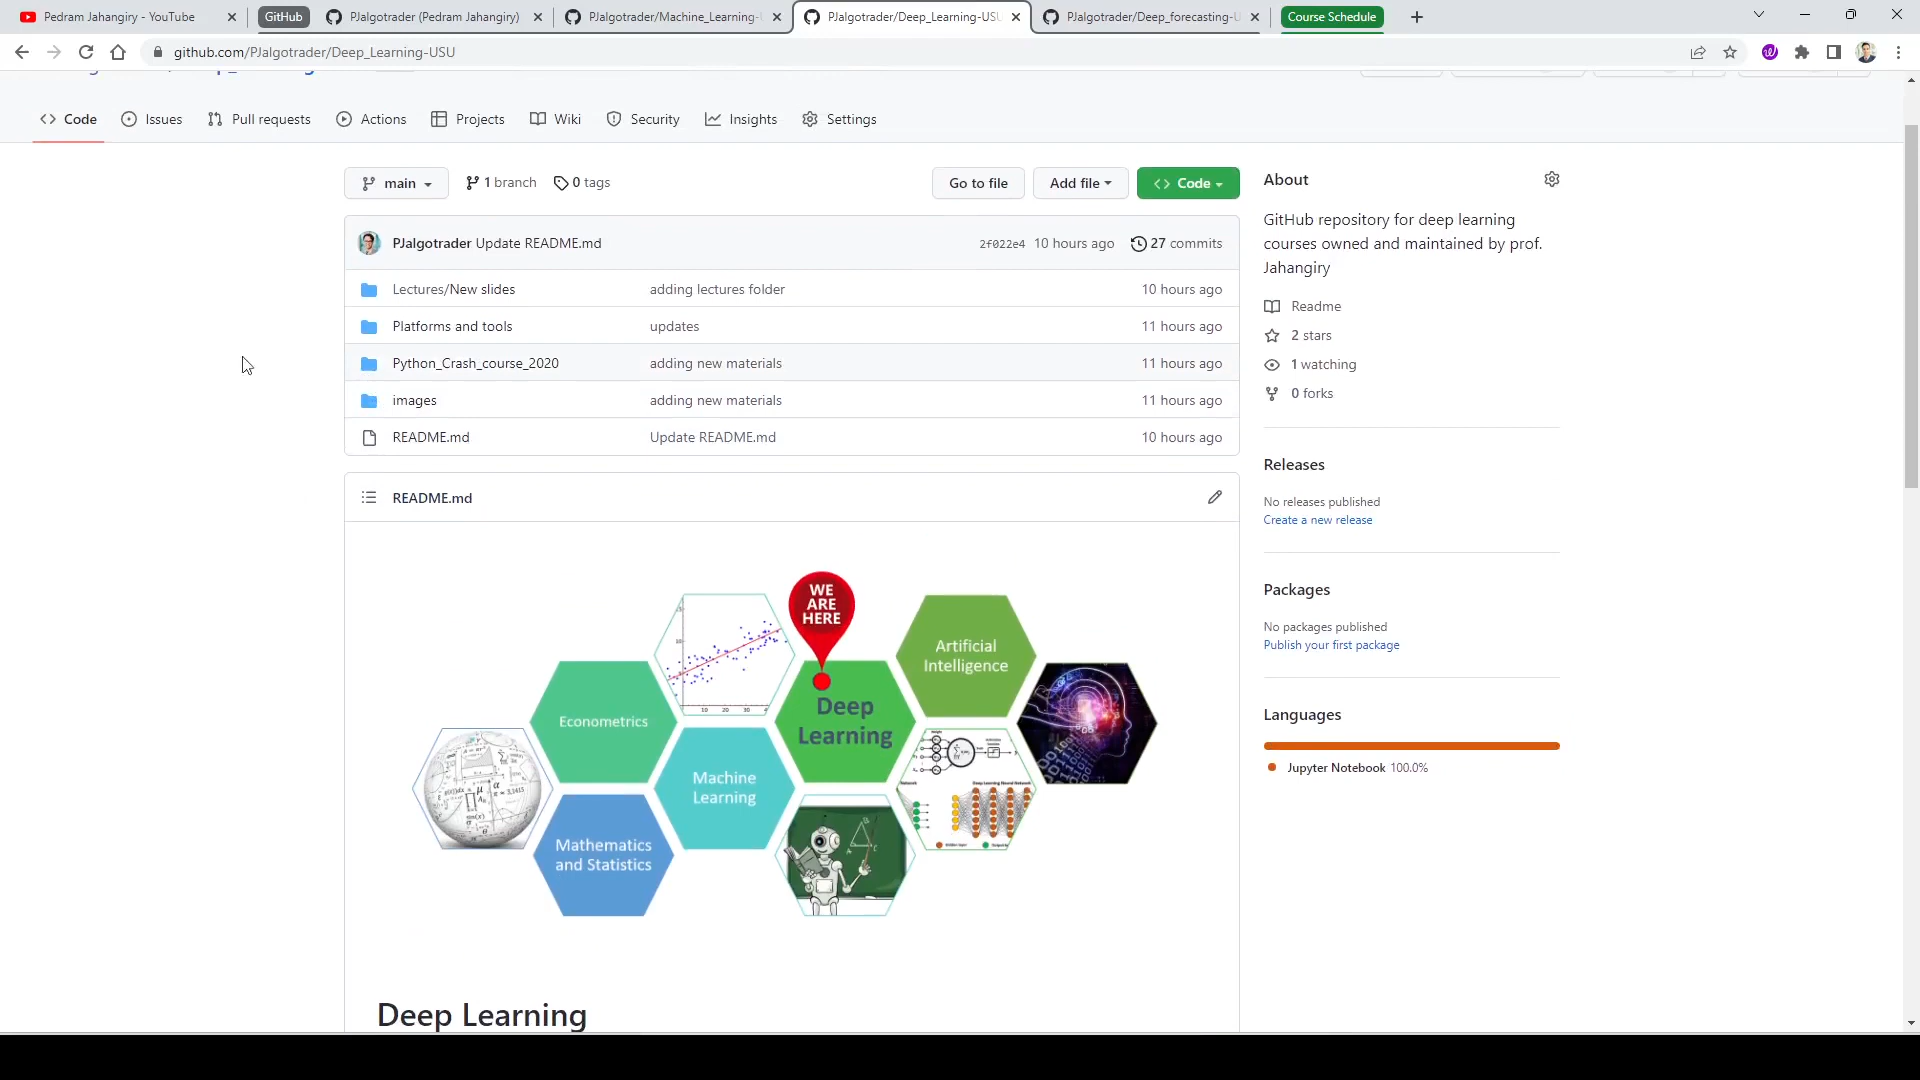 Pedram Jahangiry - YouTube
GitHub
PJalgotrader (Pedram Jahangiry)
PJalgotrader/Machine_Learning-
PJalgotrader/Deep_Learning-USU
PJalgotrader/Deep_forecasting-U
Course Schedule
github.com/PJalgotrader/Deep_Learning-USU
Code
Issues
Pull requests
Actions
Projects
Wiki
Security
Insights
Settings
main
1 branch
0 tags
Go to file
Add file
Code
PJalgotrader Update README.md
2f022e4 10 hours ago
27 commits
Lectures/New slides
adding lectures folder
10 hours ago
Platforms and tools
updates
11 hours ago
Python_Crash_course_2020
adding new materials
11 hours ago
images
adding new materials
11 hours ago
README.md
Update README.md
10 hours ago
README.md
WE
ARE
HERE
Artificial
Intelligence
Deep
Learning
Econometrics
Machine
Learning
Mathematics
and Statistics
Deep Learning
About
GitHub repository for deep learning
courses owned and maintained by prof.
Jahangiry
Readme
2 stars
1 watching
0 forks
Releases
No releases published
Create a new release
Packages
No packages published
Publish your first package
Languages
Jupyter Notebook 100.0%